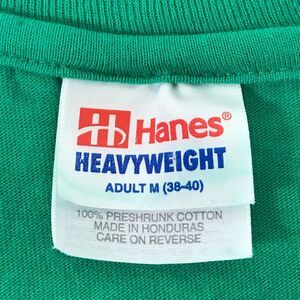 Hanes®
HEAVYWEIGHT
ADULT M (38-40)
100% PRESHRUNK COTTON
MADE IN HONDURAS
CARE ON REVERSE